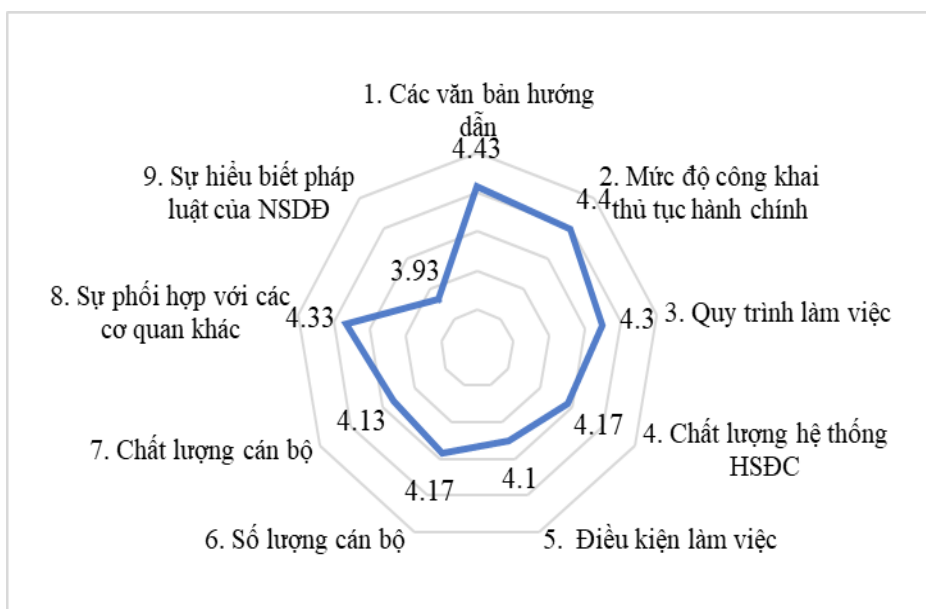 1. Các văn bản hướng
dẫn
4.43
2. Mức độ công khai
thủ tục hành chính
4.4
3. Quy trình làm việc
4.3
4. Chất lượng hệ thống
HSĐC
4.17
5. Điều kiện làm việc
4.1
6. Số lượng cán bộ
4.17
7. Chất lượng cán bộ
4.13
8. Sự phối hợp với các
cơ quan khác
4.33
9. Sự hiểu biết pháp
luật của NSDĐ
3.93